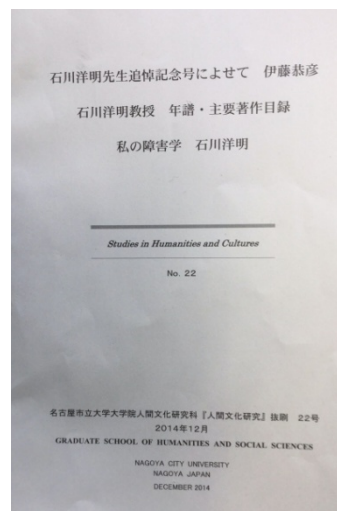 石川洋明先生追悼記念号によせて　伊藤恭彦
石川洋明教授　年譜・主要著作目録
私の障害学　石川洋明
Studies in Humanities and Cultures
No. 22
名古屋市立大学大学院人間文化研究科『人間文化研究』抜刷　22号
2014年12月
GRADUATE SCHOOL OF HUMANITIES AND SOCIAL SCIENCES
NAGOYA CITY UNIVERSITY
NAGOYA JAPAN
DECEMBER 2014